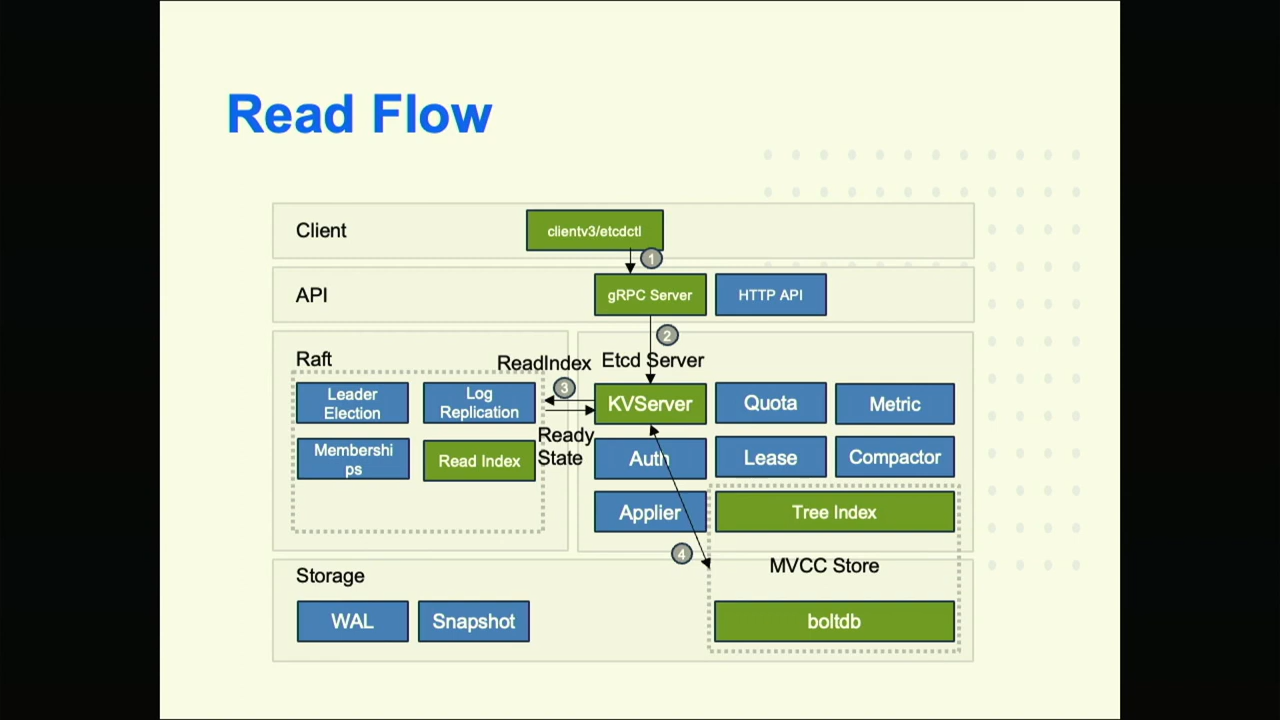 Read Flow
Client
clientv3/etcdctl
1
API
gRPC Server
HTTP API
2
Raft
ReadIndex
Etcd Server
Leader
Election
Log
Replication
3
KVServer
Quota
Metric
Ready
State
Membershi
ps
Read Index
Auth
Lease
Compactor
Applier
Tree Index
4
MVCC Store
Storage
WAL
Snapshot
boltdb